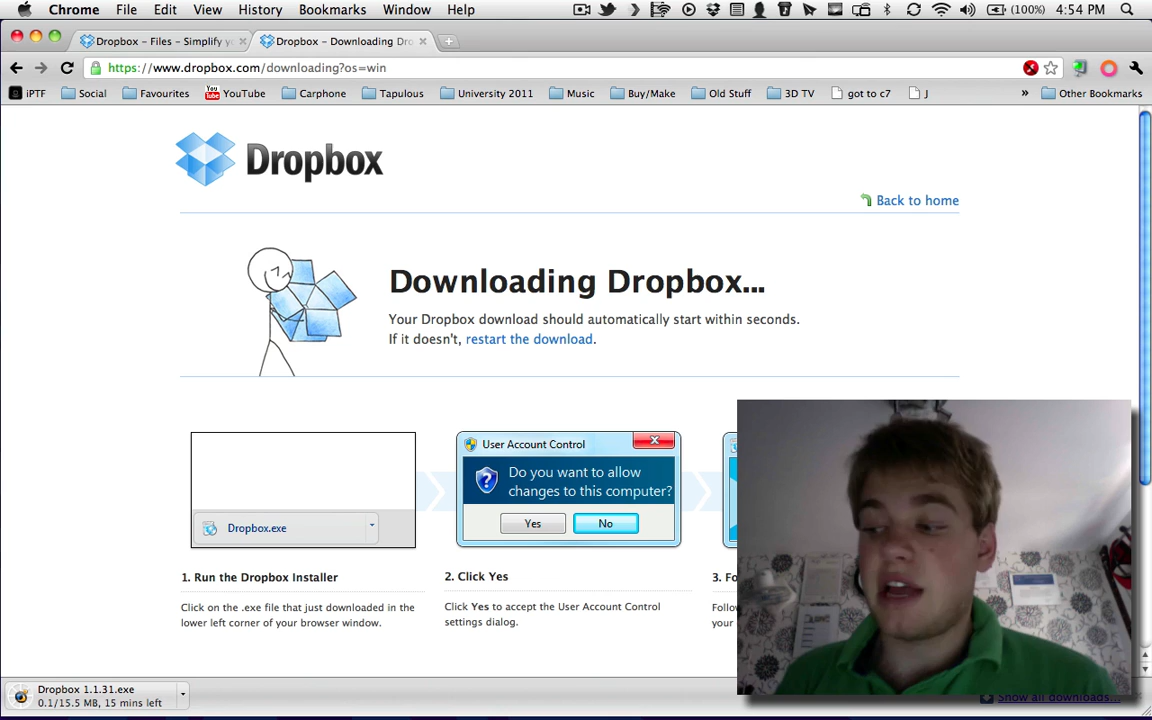 Chrome File Edit View History Bookmarks Window Help (100%) 4:54 PM
Dropbox – Files – Simplify yo Dropbox – Downloading Dro
https://www.dropbox.com/downloading?os=win
iPTF Social Favourites YouTube Carphone Tapulous University 2011 Music Buy/Make Old Stuff 3D TV got to c7 J » Other Bookmarks
Dropbox
Back to home
Downloading Dropbox...
Your Dropbox download should automatically start within seconds.
If it doesn't, restart the download.
User Account Control
Do you want to allow
changes to this computer?
Yes No
Dropbox.exe
1. Run the Dropbox Installer
Click on the .exe file that just downloaded in the
lower left corner of your browser window.
2. Click Yes
Click Yes to accept the User Account Control
settings dialog.
3. Fo
Follo
your
Dropbox 1.1.31.exe
0.1/15.5 MB, 15 mins left
Show all downloads...